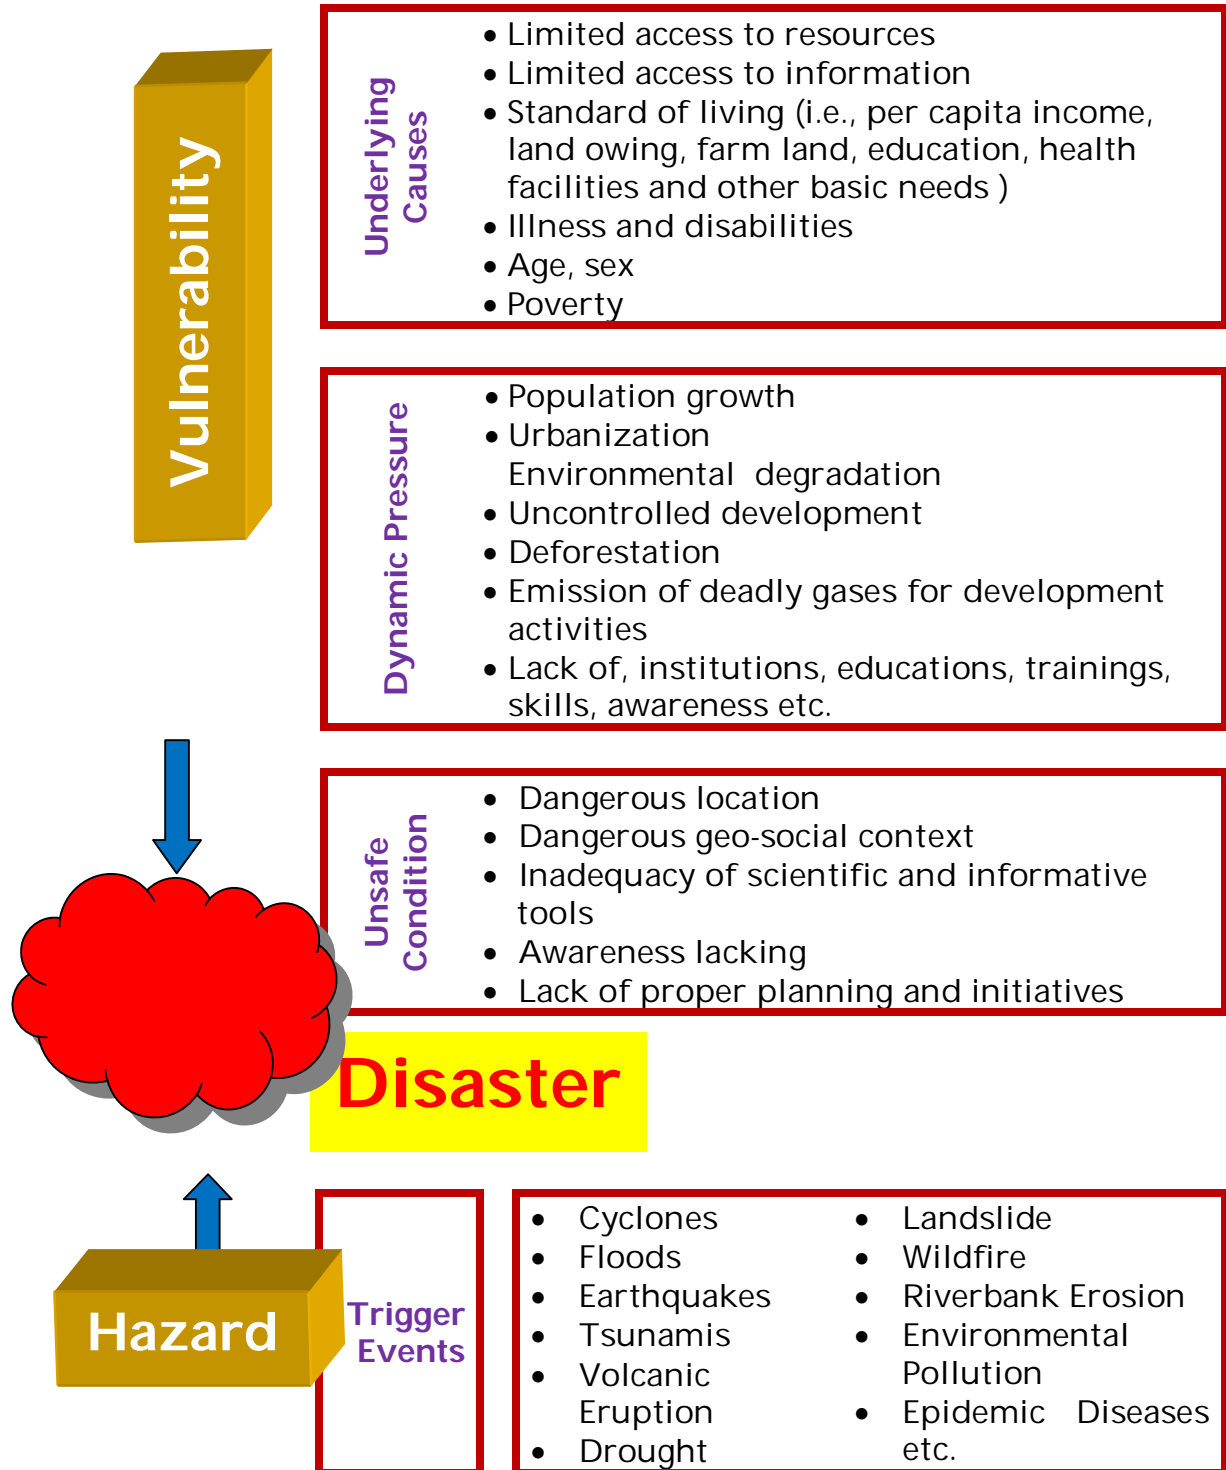 Vulnerability
Underlying
Causes
• Limited access to resources
• Limited access to information
• Standard of living (i.e., per capita income,
land owing, farm land, education, health
facilities and other basic needs )
• Illness and disabilities
• Age, sex
• Poverty
Dynamic Pressure
• Population growth
• Urbanization
Environmental degradation
• Uncontrolled development
• Deforestation
• Emission of deadly gases for development
activities
• Lack of, institutions, educations, trainings,
skills, awareness etc.
Unsafe
Condition
• Dangerous location
• Dangerous geo-social context
• Inadequacy of scientific and informative
tools
• Awareness lacking
• Lack of proper planning and initiatives
Disaster
Hazard
Trigger
Events
• Cyclones
• Floods
• Earthquakes
• Tsunamis
• Volcanic
Eruption
• Drought
• Landslide
• Wildfire
• Riverbank Erosion
• Environmental
Pollution
• Epidemic Diseases
etc.